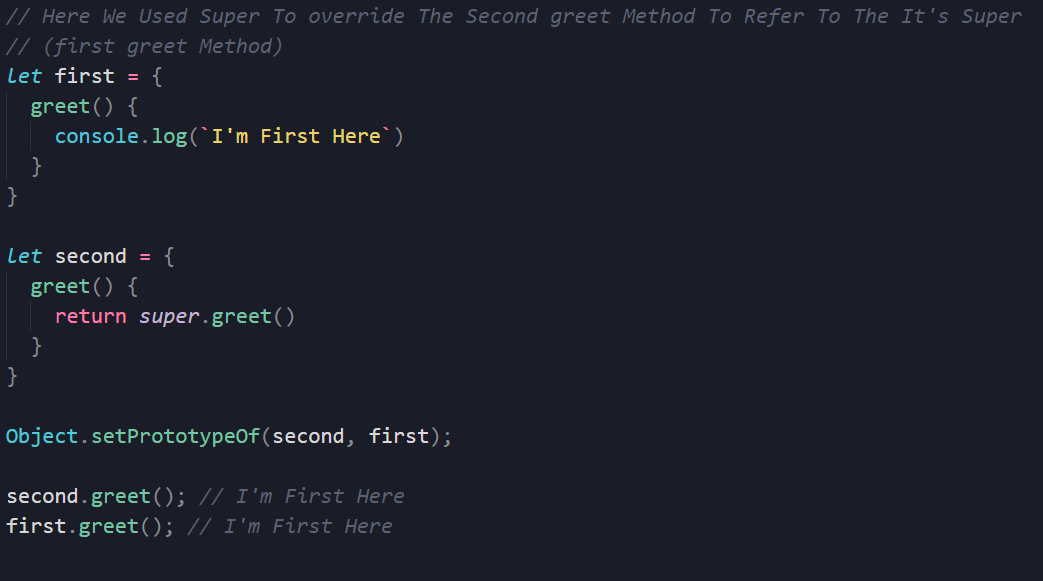 // Here We Used Super To override The Second greet Method To Refer To The It's Super
// (first greet Method)
let first = {
  greet() {
    console.log(`I'm First Here`)
  }
}

let second = {
  greet() {
    return super.greet()
  }
}

Object.setPrototypeOf(second, first);

second.greet(); // I'm First Here
first.greet(); // I'm First Here